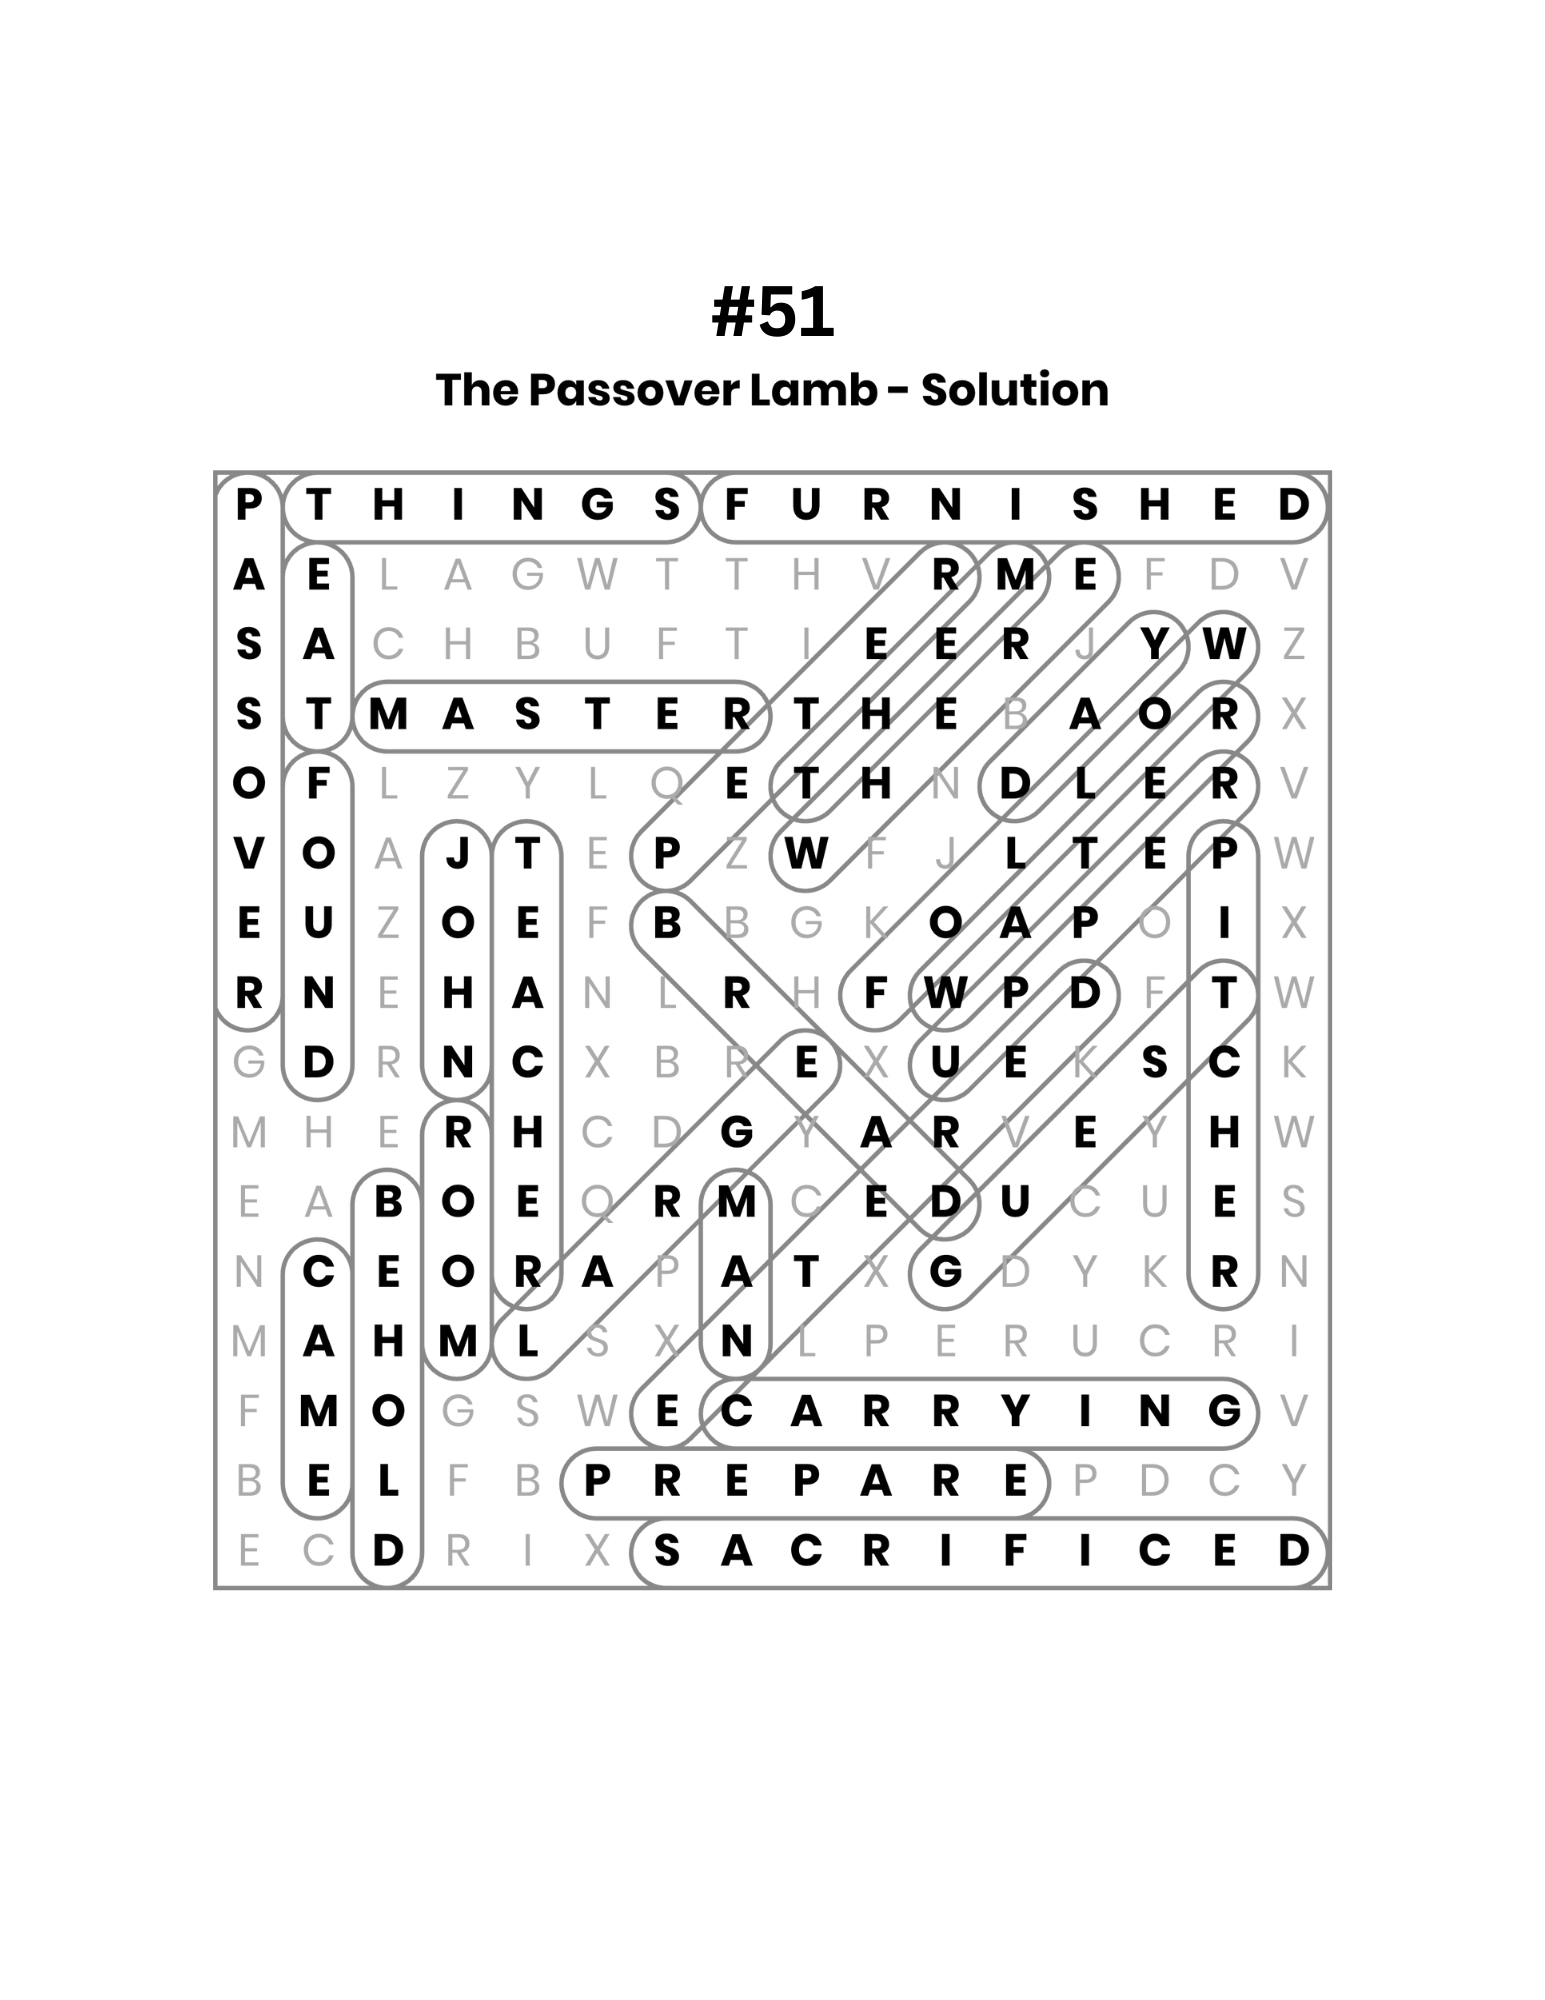 #51
The Passover Lamb - Solution
P T H I N G S F U R N I S H E D
A E L A G W T T H V R M E F D V
S A C H B U F T I E E R J Y W Z
S T M A S T E R T H E B A O R X
O F L Z Y L Q E T H N D L E R V
V O A J T E P Z W F J L T E P W
E U Z O E F B B G K O A P O I X
R N E H A N L R H F W P D F T W
G D R N C X B R E X U E K S C K
M H E R H C D G Y A R V E Y H W
E A B O E Q R M C E D U C U E S
N C E O R A P A T X G D Y K R N
M A H M L S X N L P E R U C R I
F M O G S W E C A R R Y I N G V
B E L F B P R E P A R E P D C Y
E C D R I X S A C R I F I C E D